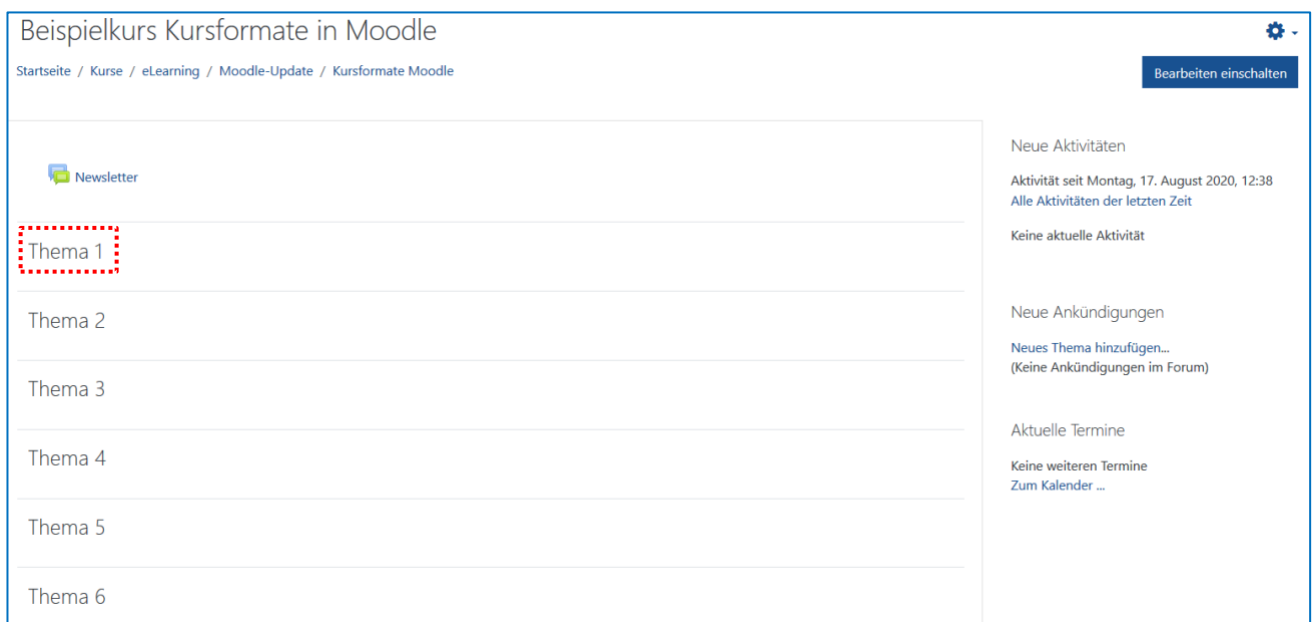 Beispielkurs Kursformate in Moodle
Startseite / Kurse / eLearning / Moodle-Update / Kursformate Moodle
Bearbeiten einschalten
Newsletter
Thema 1
Thema 2
Thema 3
Thema 4
Thema 5
Thema 6
Neue Aktivitäten
Aktivität seit Montag, 17. August 2020, 12:38
Alle Aktivitäten der letzten Zeit
Keine aktuelle Aktivität
Neue Ankündigungen
Neues Thema hinzufügen...
(Keine Ankündigungen im Forum)
Aktuelle Termine
Keine weiteren Termine
Zum Kalender ...